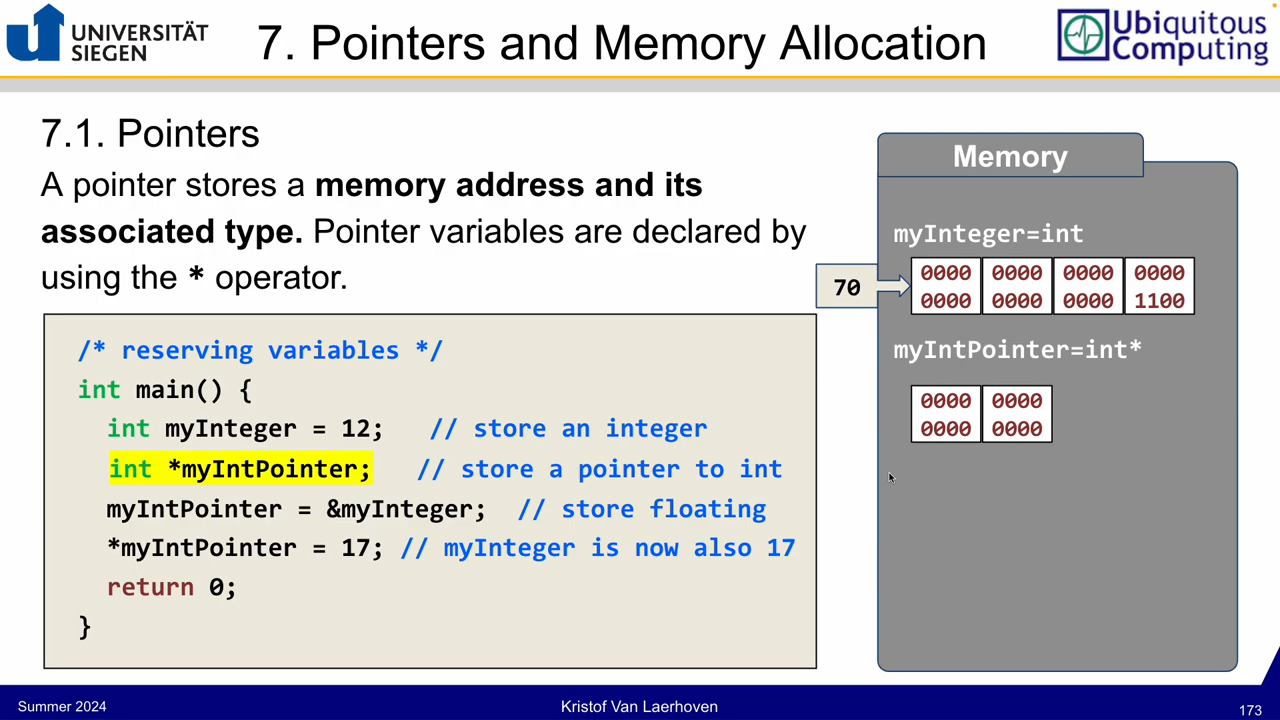 UNIVERSITÄT
SIEGEN
7. Pointers and Memory Allocation
Ubiquitous
Computing
7.1. Pointers
A pointer stores a memory address and its
associated type. Pointer variables are declared by
using the * operator.
/* reserving variables */
int main() {
int myInteger = 12; // store an integer
int *myIntPointer; // store a pointer to int
myIntPointer = &myInteger; // store floating
*myIntPointer = 17; // myInteger is now also 17
return 0;
}
Memory
myInteger=int
70
0000 0000 0000 0000
0000 0000 0000 1100
myIntPointer=int*
0000 0000
0000 0000
Summer 2024
Kristof Van Laerhoven
173